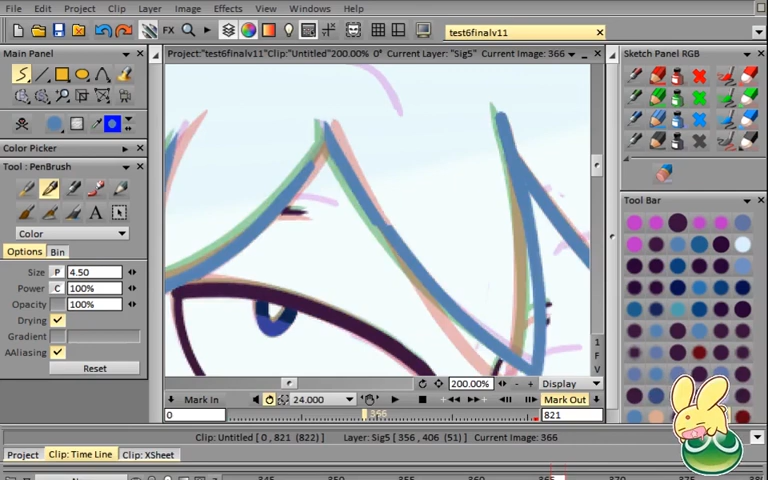 File Edit Project Clip Layer Image Effects View Windows Help
FX
test6finalv11
Main Panel
Project:"test6finalv11"Clip:"Untitled"200.00% 0° Current Layer: "Sig5" Current Image: 366
Sketch Panel RGB
Color Picker
Tool : PenBrush
A
Color
Options Bin
Size P 4.50
Power C 100%
Opacity 100%
Drying
Gradient
AAliasing
Reset
Tool Bar
1
F
V
200.00% Display
Mark In 24.000 Mark Out
0 366 821
Clip: Untitled [ 0 , 821 (822) ] Layer: Sig5 [ 356 , 406 (51) ] Current Image: 366
Project Clip: Time Line Clip: XSheet